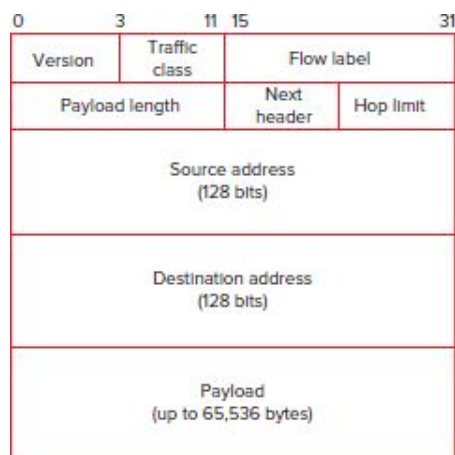 0 3 11 15 31
Version
Traffic
class
Flow label
Payload length
Next
header
Hop limit
Source address
(128 bits)
Destination address
(128 bits)
Payload
(up to 65,536 bytes)